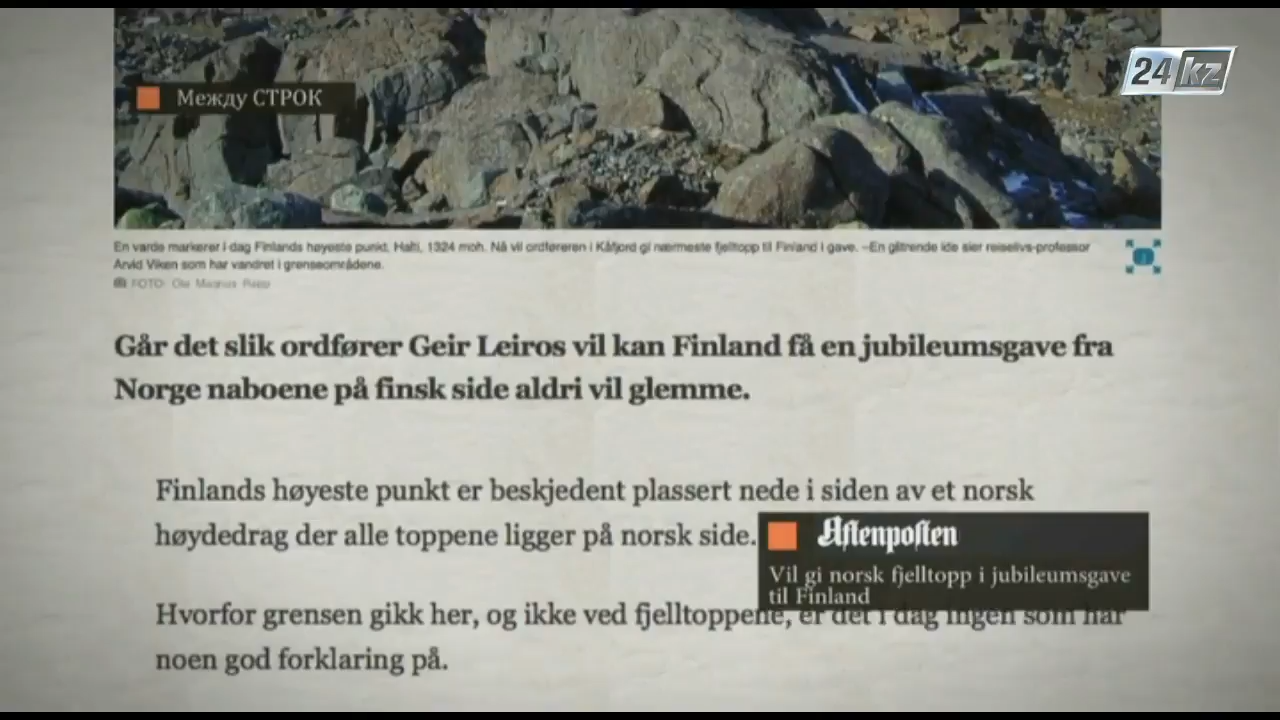 24 kz
Между СТРОК
En varde markerer i dag Finlands høyeste punkt, Halti, 1324 moh. Nå vil ordføreren i Kåfjord gi nærmeste fjelltopp til Finland i gave. –En glitrende ide sier reiselivs-professor
Arvid Viken som har vandret i grenseområdene.
FOTO: Ole Magnus Rapp
Går det slik ordfører Geir Leiros vil kan Finland få en jubileumsgave fra
Norge naboene på finsk side aldri vil glemme.
Finlands høyeste punkt er beskjedent plassert nede i siden av et norsk
høydedrag der alle toppene ligger på norsk side.
Aftenposten
Vil gi norsk fjelltopp i jubileumsgave
til Finland
Hvorfor grensen gikk her, og ikke ved fjelltoppene, er det i dag ingen som har
noen god forklaring på.